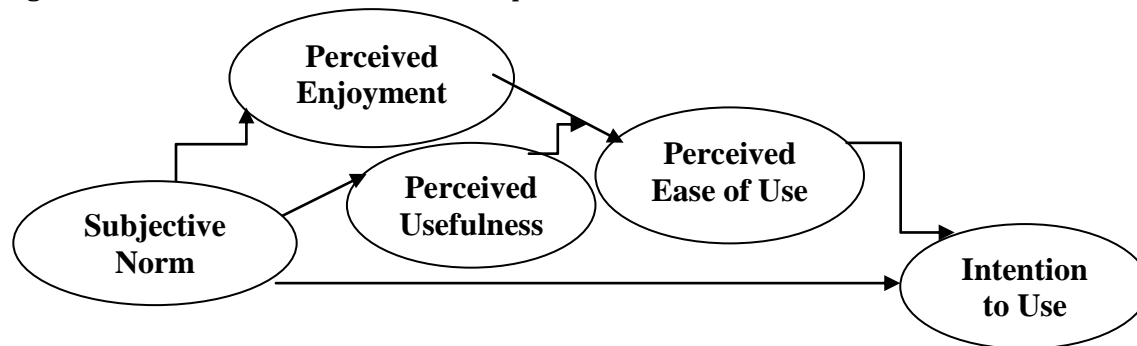 Perceived
Enjoyment
Perceived
Usefulness
Perceived
Ease of Use
Subjective
Norm
Intention
to Use